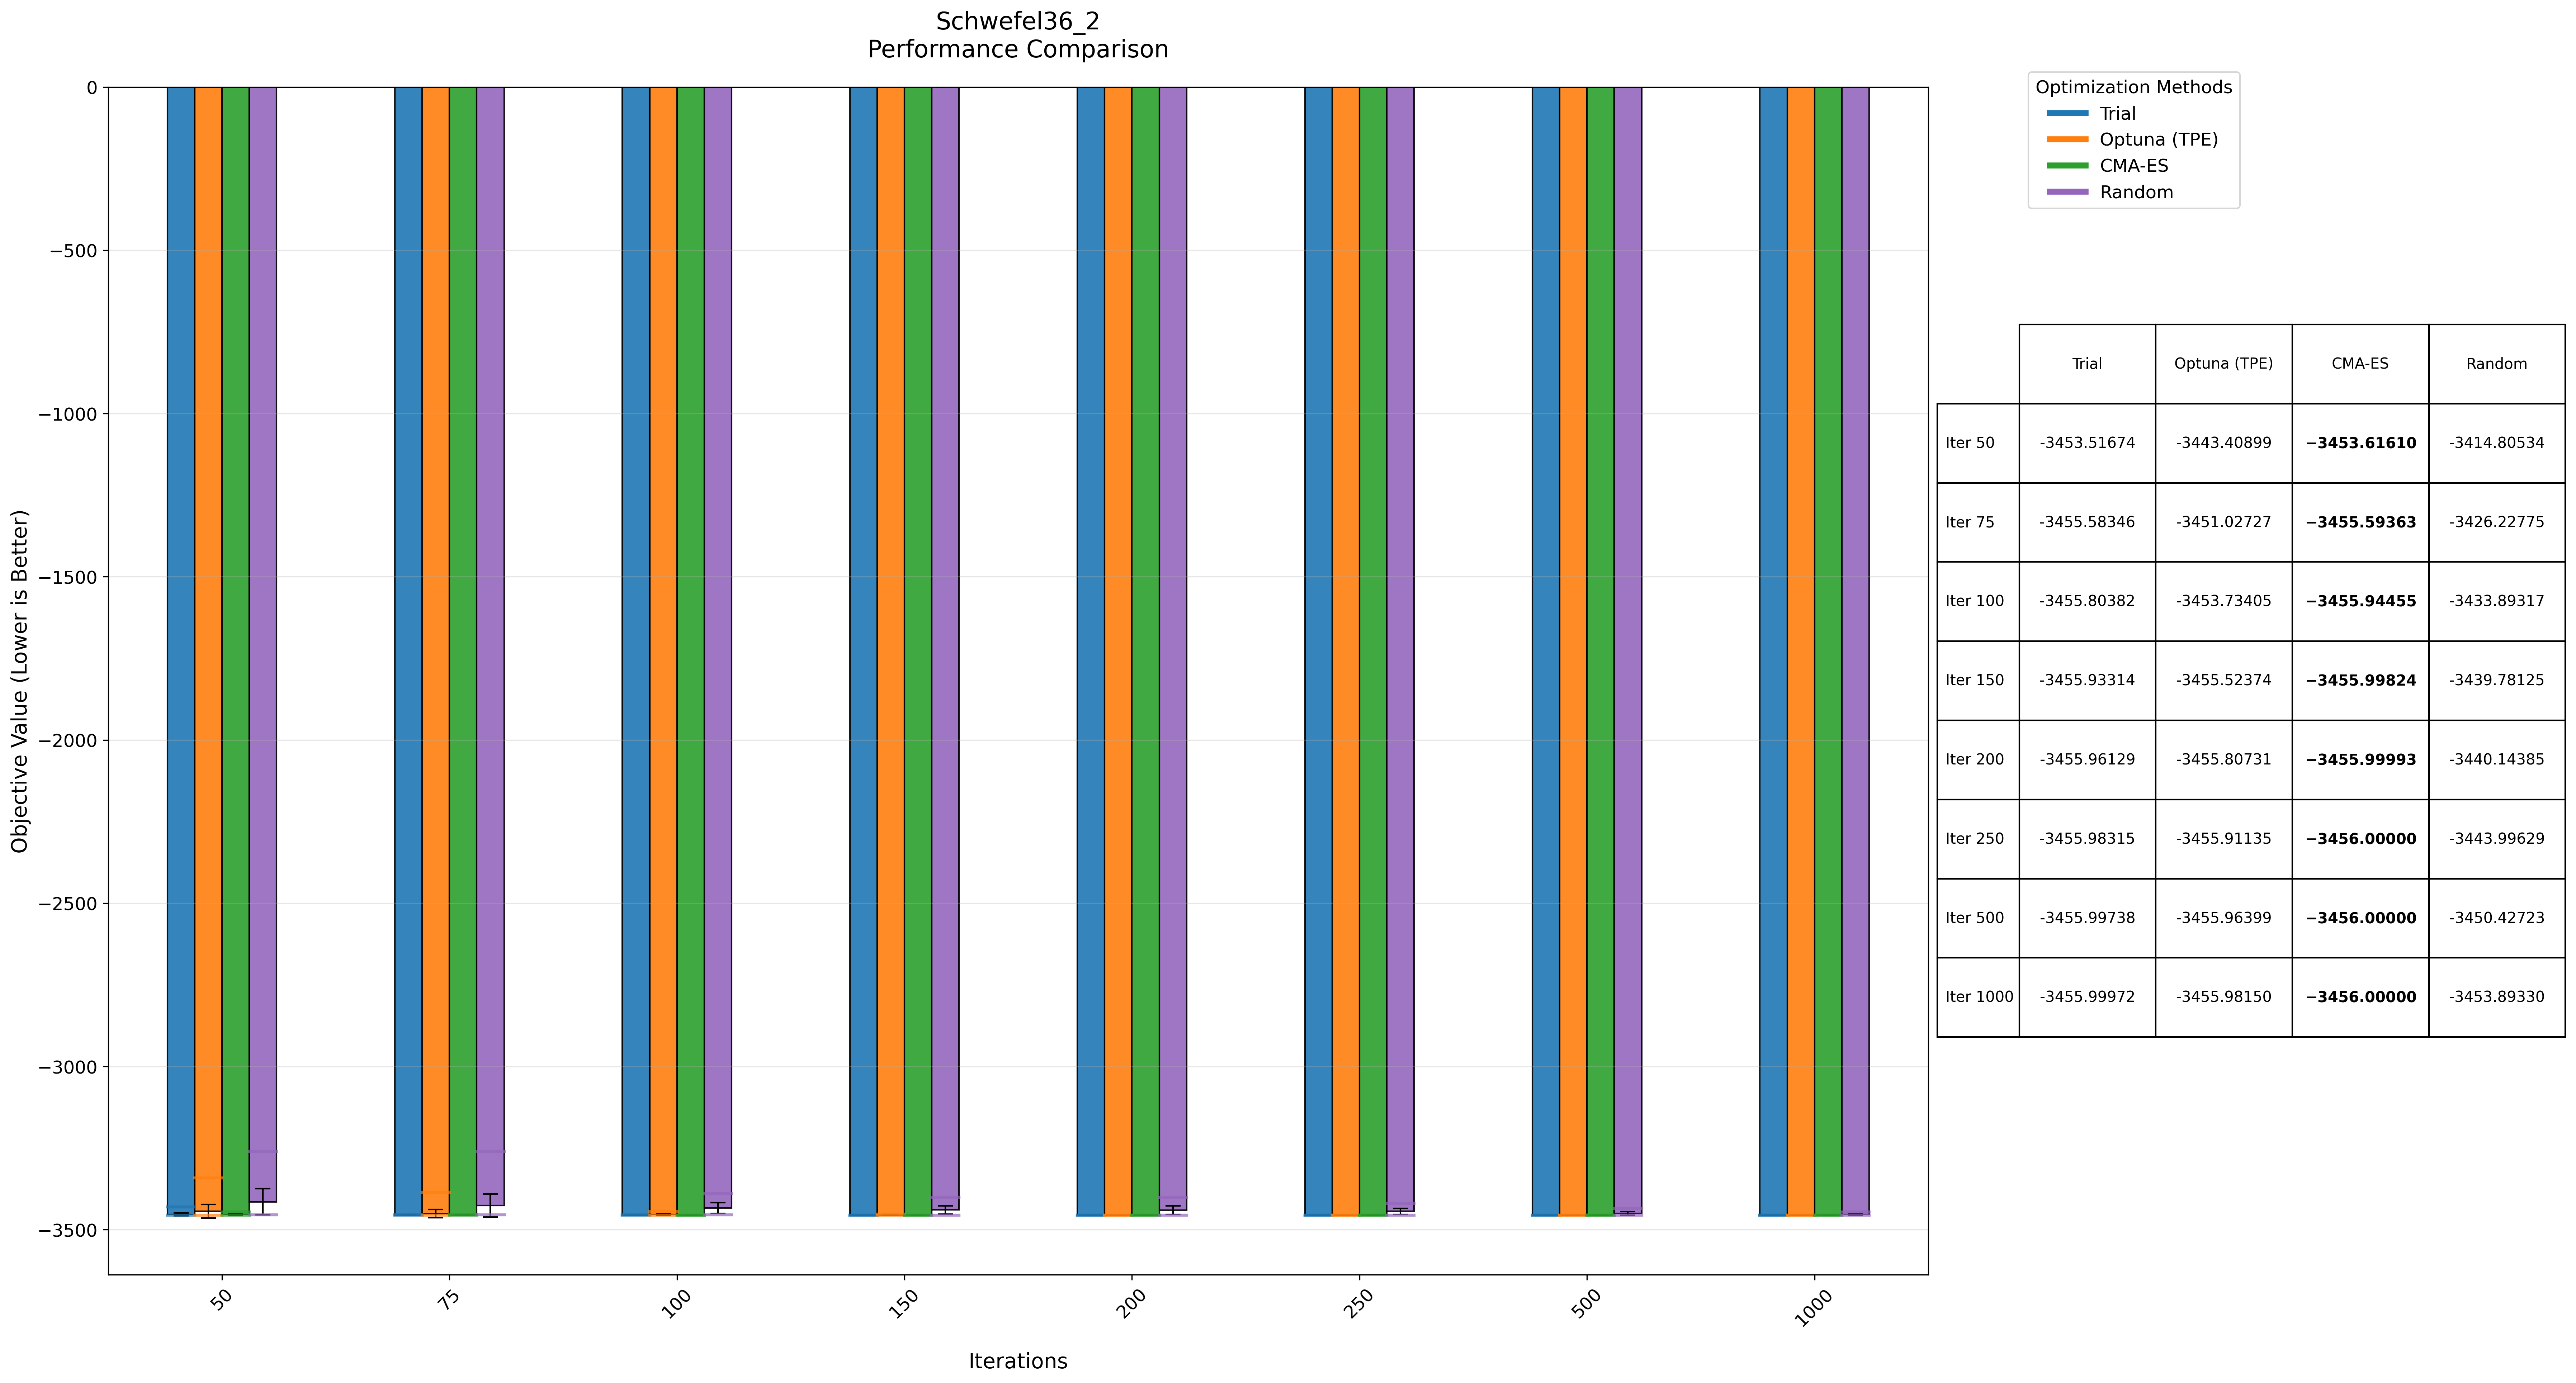 Schwefel36_2
Performance Comparison
Objective Value (Lower is Better)
0
−500
−1000
−1500
−2000
−2500
−3000
−3500
50
75
100
150
200
250
500
1000
Iterations
Optimization Methods
Trial
Optuna (TPE)
CMA-ES
Random
Trial Optuna (TPE) CMA-ES Random
Iter 50 -3453.51674 -3443.40899 −3453.61610 -3414.80534
Iter 75 -3455.58346 -3451.02727 −3455.59363 -3426.22775
Iter 100 -3455.80382 -3453.73405 −3455.94455 -3433.89317
Iter 150 -3455.93314 -3455.52374 −3455.99824 -3439.78125
Iter 200 -3455.96129 -3455.80731 −3455.99993 -3440.14385
Iter 250 -3455.98315 -3455.91135 −3456.00000 -3443.99629
Iter 500 -3455.99738 -3455.96399 −3456.00000 -3450.42723
Iter 1000 -3455.99972 -3455.98150 −3456.00000 -3453.89330